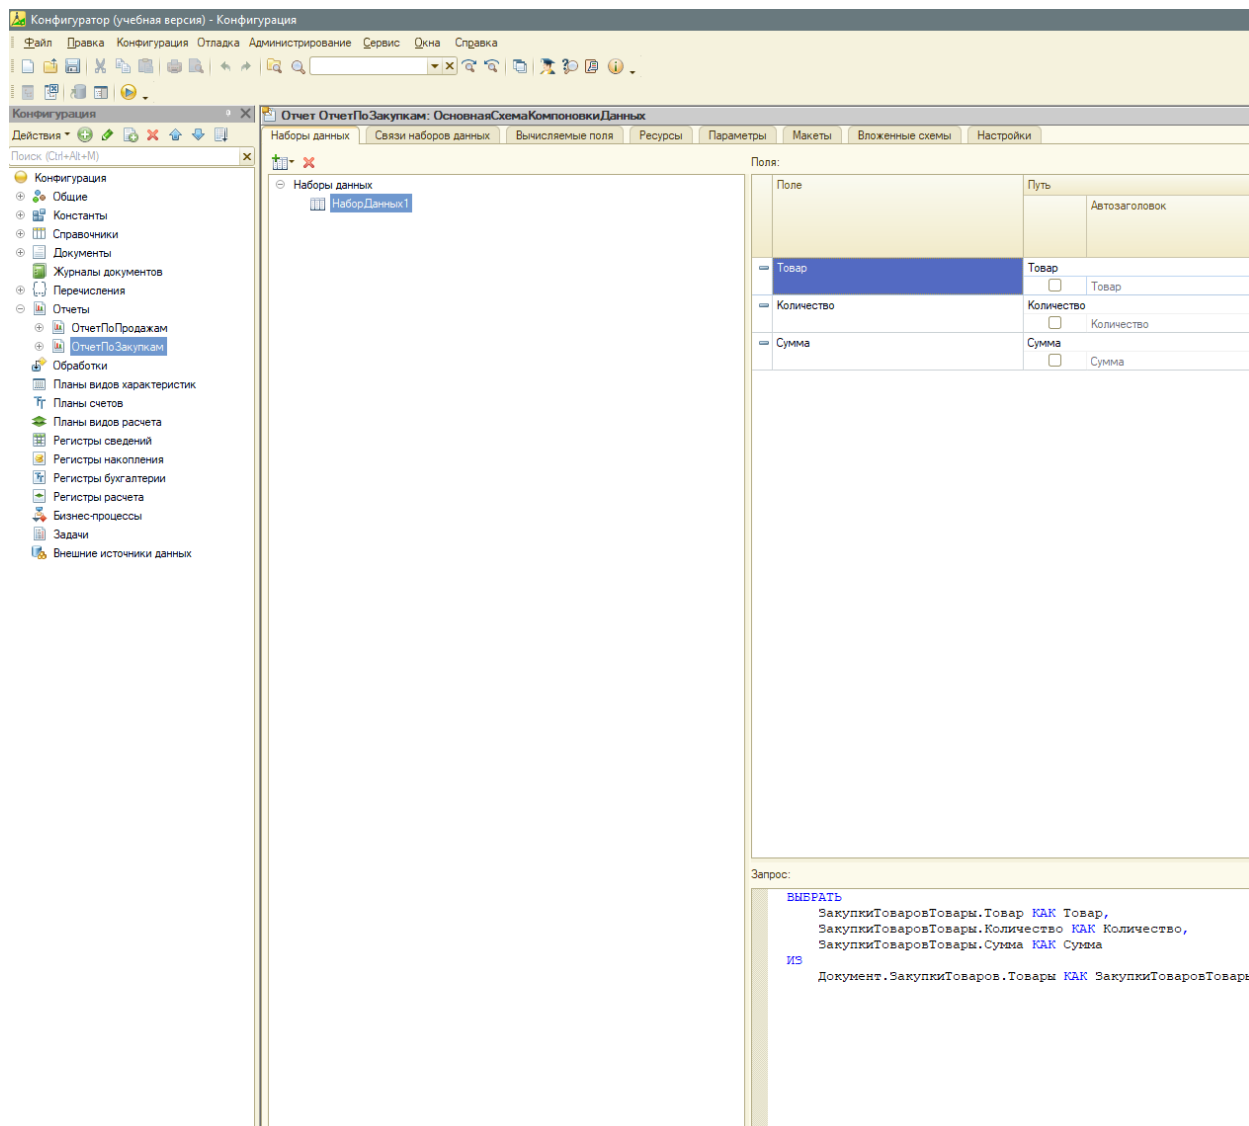 Конфигуратор (учебная версия) - Конфигурация
Файл Правка Конфигурация Отладка Администрирование Сервис Окна Справка
Конфигурация
Действия
Поиск (Ctrl+Alt+M)
Конфигурация
Общие
Константы
Справочники
Документы
Журналы документов
Перечисления
Отчеты
ОтчетПоПродажам
ОтчетПоЗакупкам
Обработки
Планы видов характеристик
Планы счетов
Планы видов расчета
Регистры сведений
Регистры накопления
Регистры бухгалтерии
Регистры расчета
Бизнес-процессы
Задачи
Внешние источники данных
Отчет ОтчетПоЗакупкам: ОсновнаяСхемаКомпоновкиДанных
Наборы данных Связи наборов данных Вычисляемые поля Ресурсы Параметры Макеты Вложенные схемы Настройки
Наборы данных
НаборДанных1
Поля:
Поле Путь
Автозаголовок
Товар Товар
Товар
Количество Количество
Количество
Сумма Сумма
Сумма
Запрос:
ВЫБРАТЬ
ЗакупкиТоваровТовары.Товар КАК Товар,
ЗакупкиТоваровТовары.Количество КАК Количество,
ЗакупкиТоваровТовары.Сумма КАК Сумма
ИЗ
Документ.ЗакупкиТоваров.Товары КАК ЗакупкиТоваровТовары